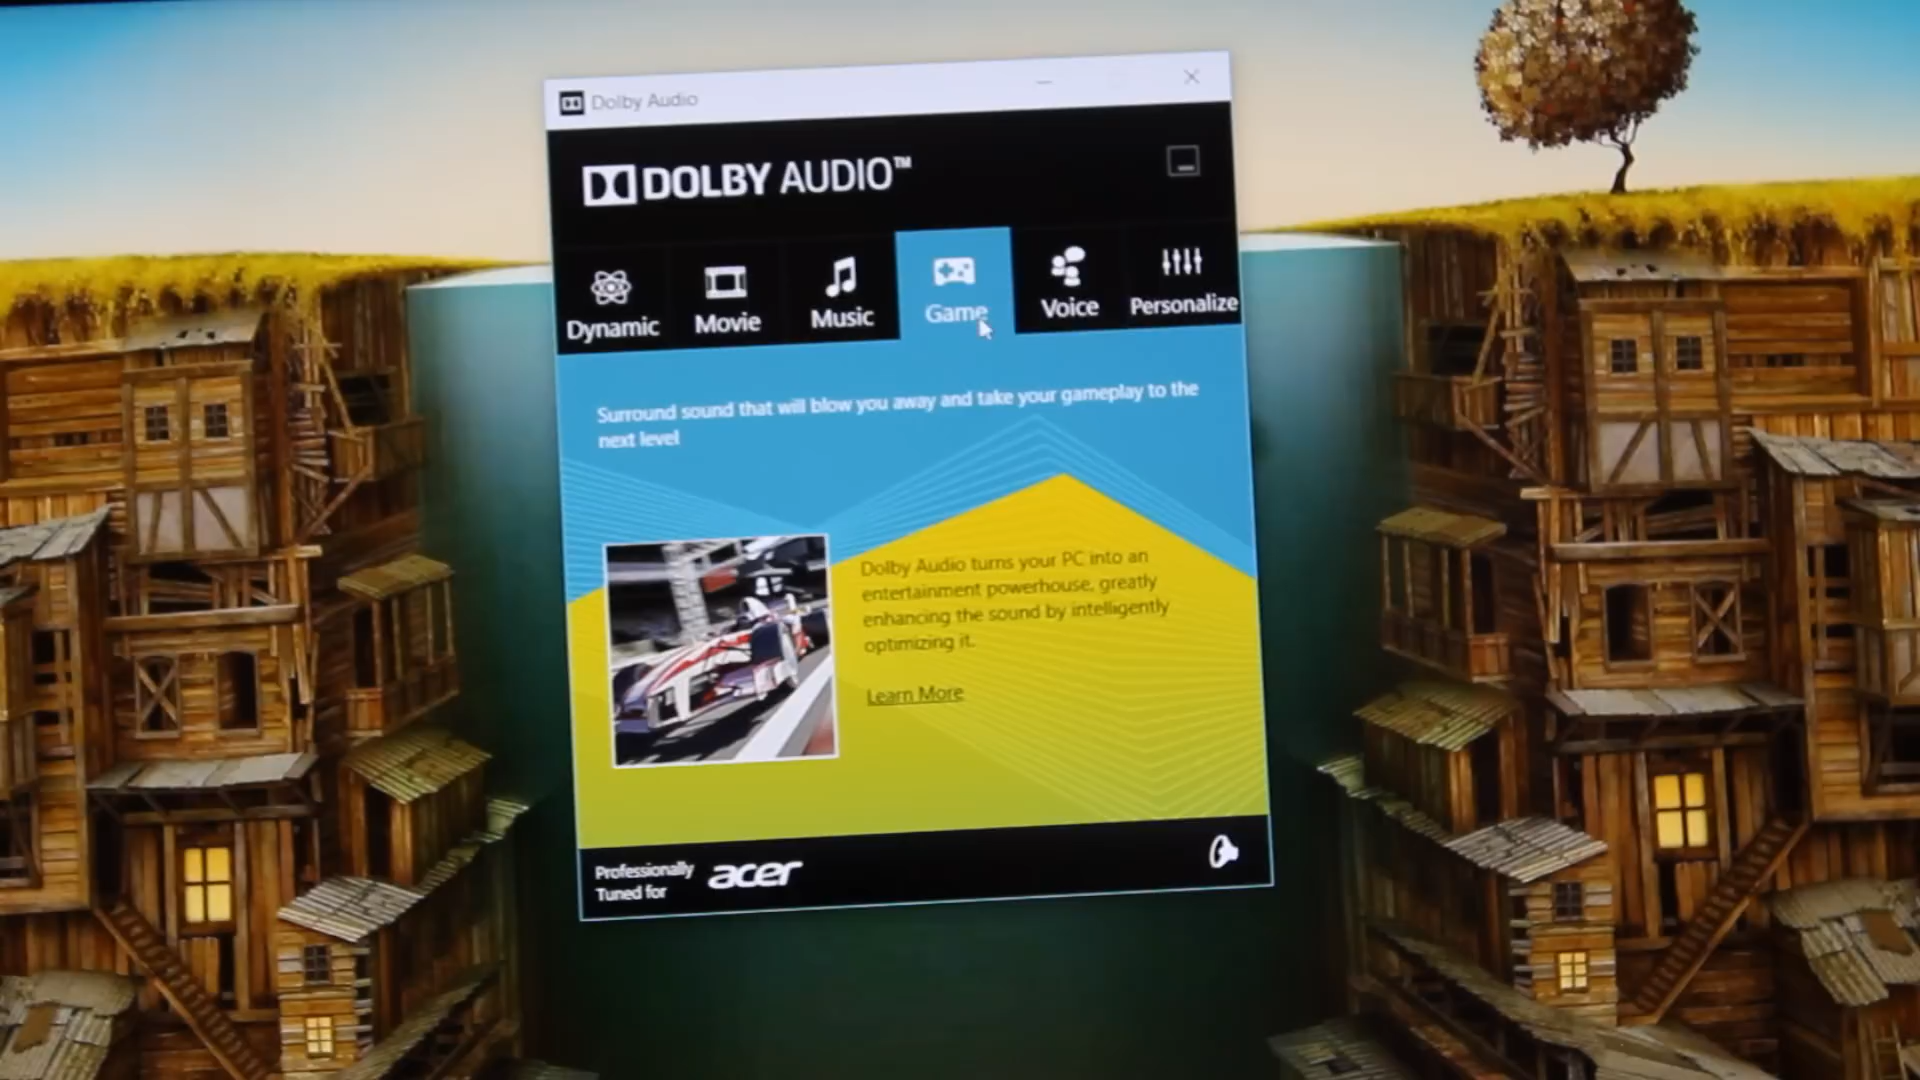 Dolby Audio
DOLBY AUDIO™
Dynamic
Movie
Music
Game
Voice
Personalize
Surround sound that will blow you away and take your gameplay to the
next level
Dolby Audio turns your PC into an
entertainment powerhouse, greatly
enhancing the sound by intelligently
optimizing it.
Learn More
Professionally
Tuned for
acer